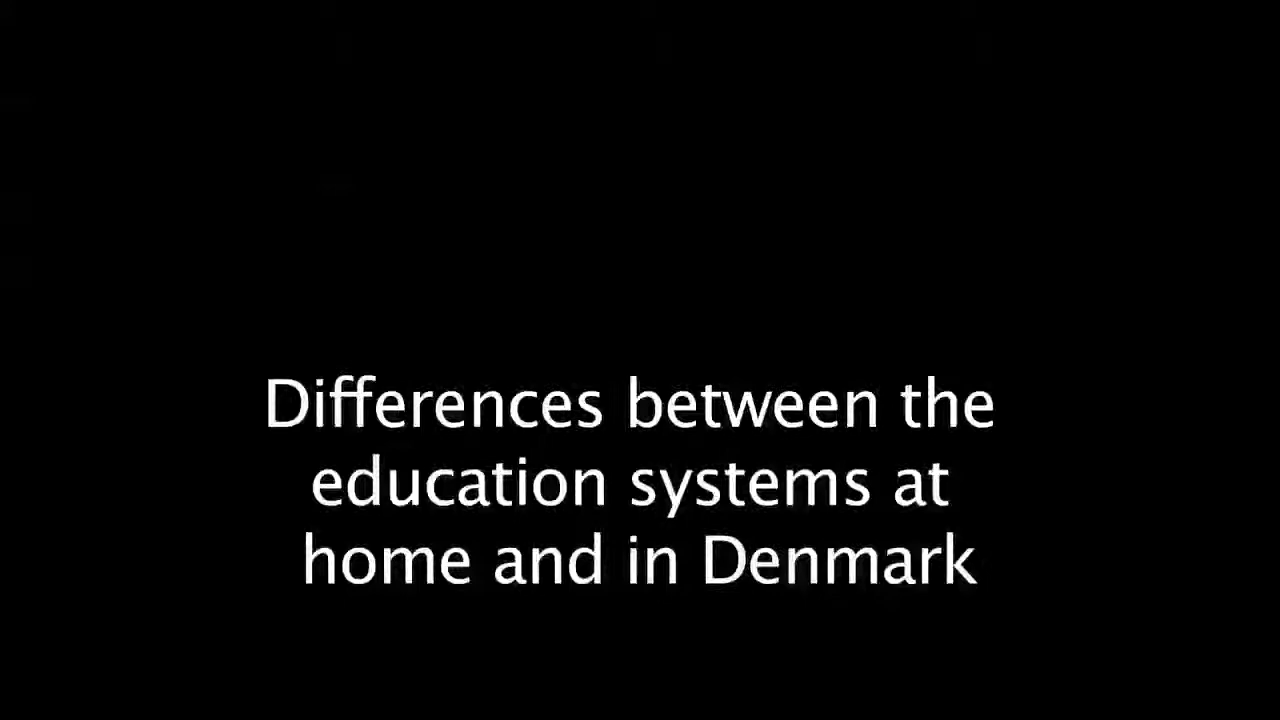 Differences between the
education systems at
home and in Denmark